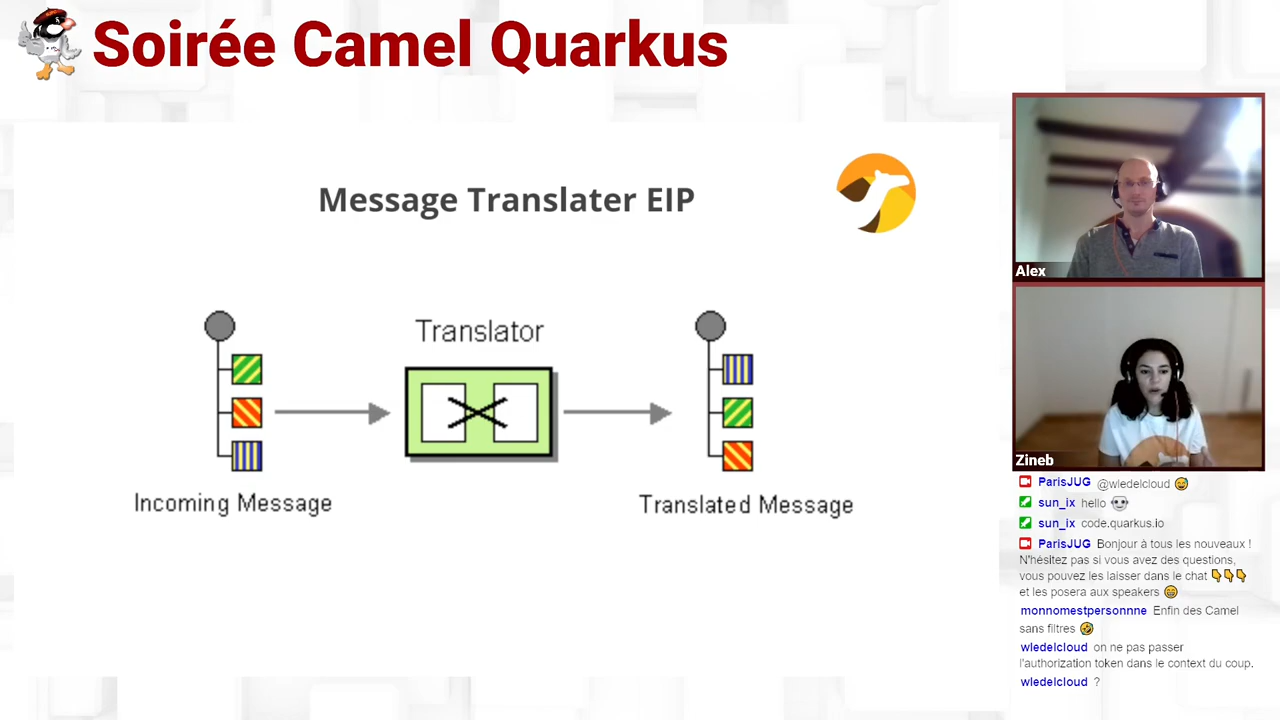 Soirée Camel Quarkus
Message Translater EIP
Translator
Incoming Message
Translated Message
Alex
Zineb
ParisJUG @wledelcloud 😅
sun_ix hello
sun_ix code.quarkus.io
ParisJUG Bonjour à tous les nouveaux !
N'hésitez pas si vous avez des questions,
vous pouvez les laisser dans le chat 👇👇👇
et les posera aux speakers 😁
monnomestpersonnne Enfin des Camel
sans filtres 🤣
wledelcloud on ne pas passer
l'authorization token dans le context du coup.
wledelcloud ?